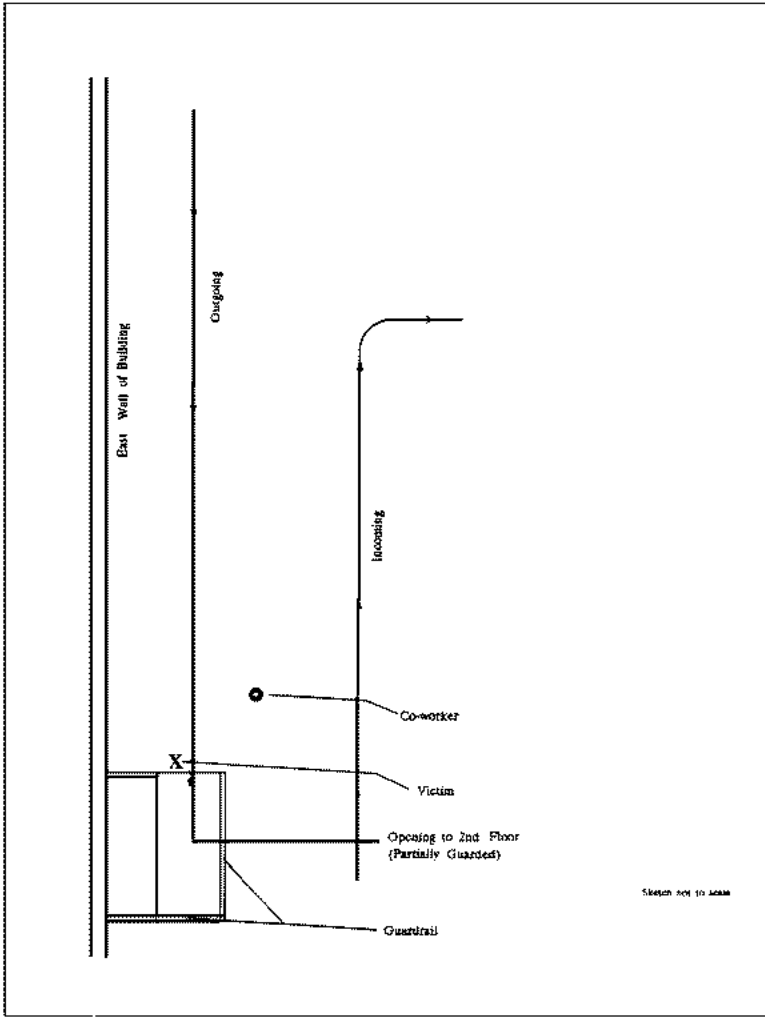 Outgoing
East Wall of Building
Incoming
Co-worker
X
Victim
Opening to 2nd Floor
(Partially Guarded)
Sketch not to scale
Guardrail